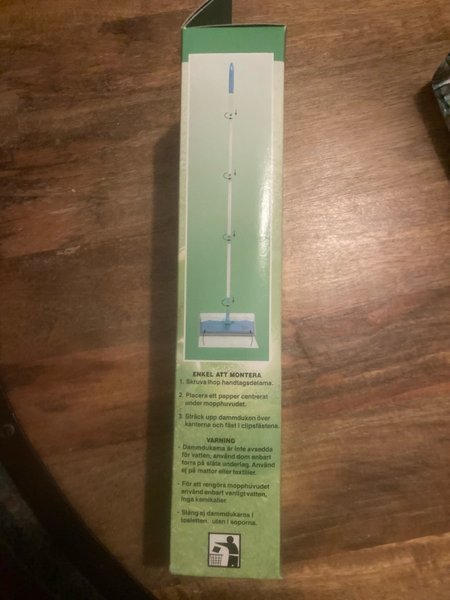 ENKEL ATT MONTERA
1. Skruva ihop handtagsdelarna.
2. Placera ett papper centrerat
under mopphuvudet.
3. Sträck upp dammduken över
kanterna och fäst i clipsfästena.
VARNING
- Dammdukarna är inte avsedda
för vatten, använd dom enbart
torra på släta underlag. Använd
ej på mattor eller textilier.
- För att rengöra mopphuvudet
använd enbart vanligt vatten,
inga kemikalier.
- Släng ej dammdukarna i
toaletten, utan i soporna.